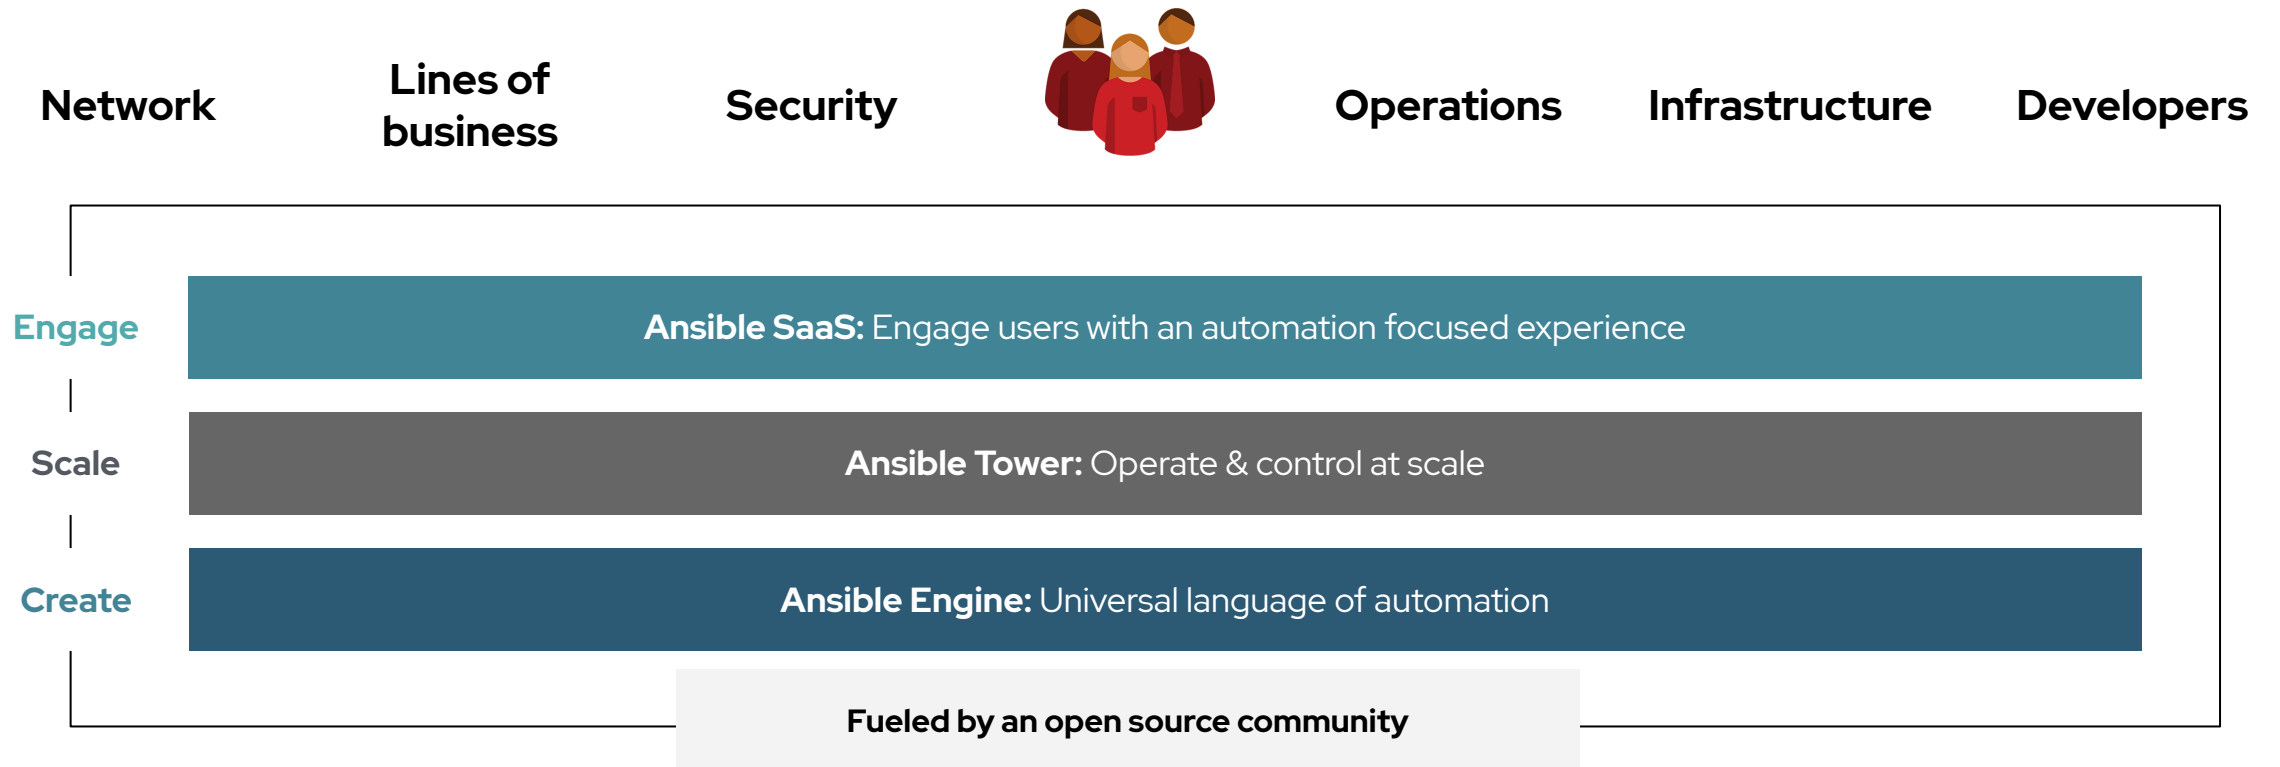 Network
Lines of
business
Security
Operations
Infrastructure
Developers
Engage
Ansible SaaS: Engage users with an automation focused experience
Scale
Ansible Tower: Operate & control at scale
Create
Ansible Engine: Universal language of automation
Fueled by an open source community